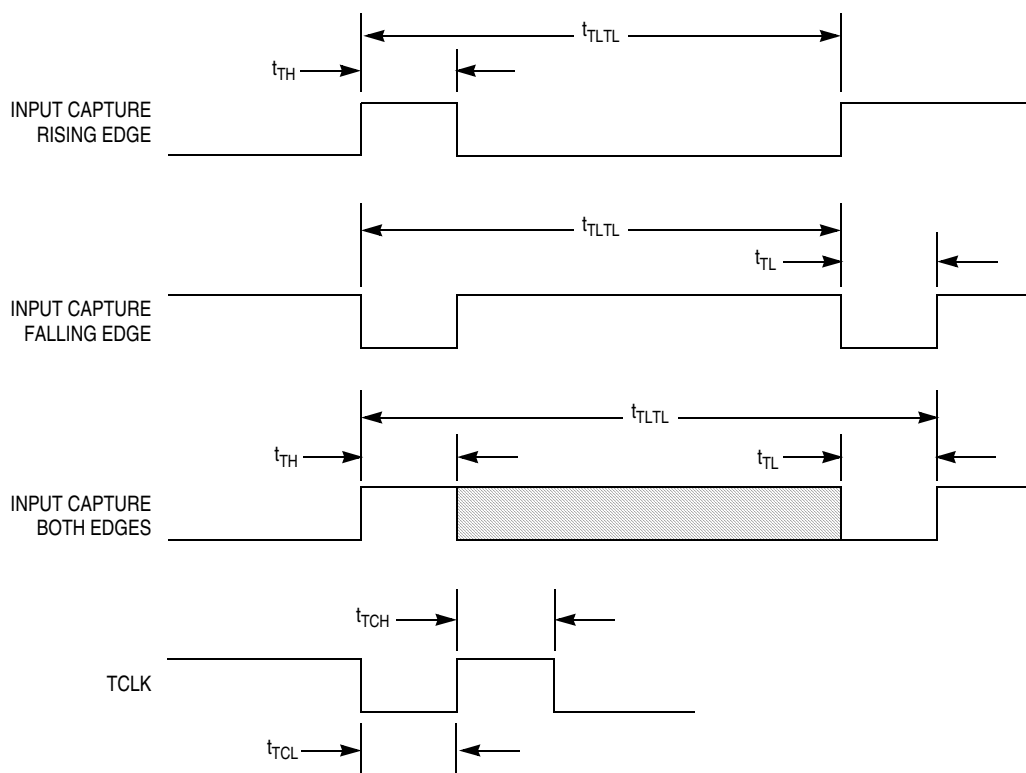 tTLTL
tTH
INPUT CAPTURE
RISING EDGE
tTLTL
tTL
INPUT CAPTURE
FALLING EDGE
tTLTL
tTH
tTL
INPUT CAPTURE
BOTH EDGES
tTCH
TCLK
tTCL